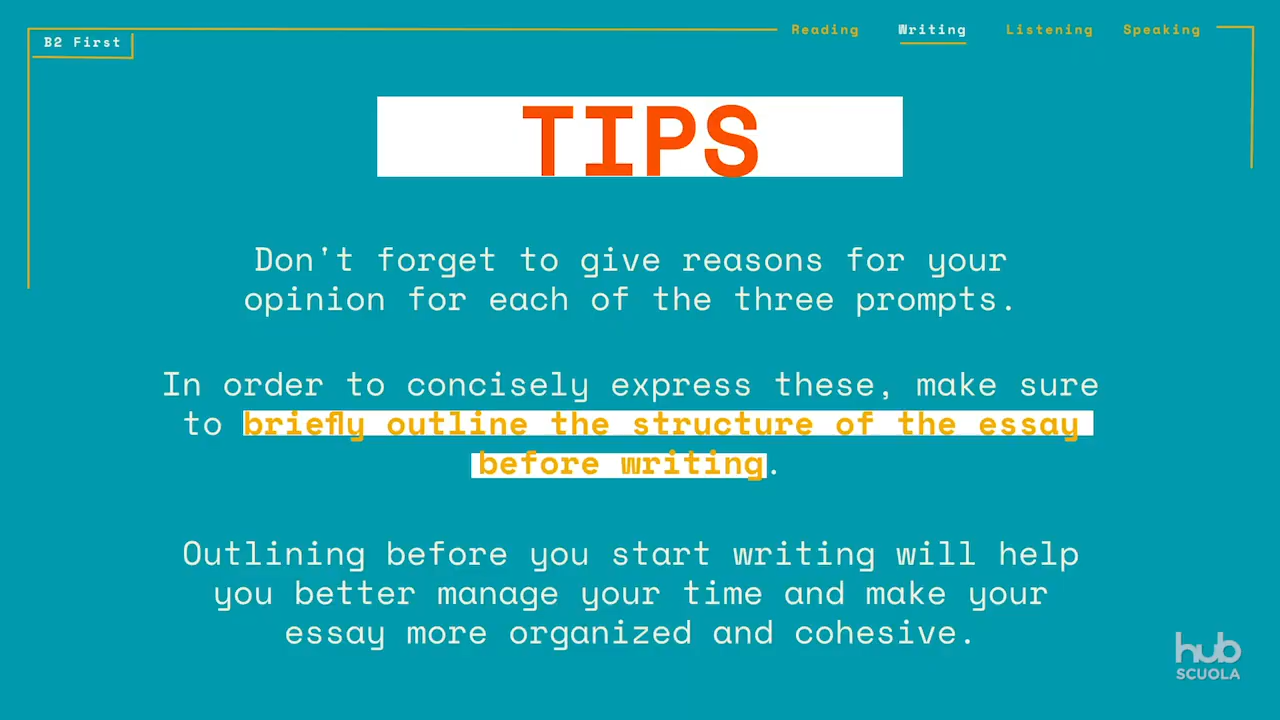 B2 First
Reading Writing Listening Speaking
TIPS
Don't forget to give reasons for your
opinion for each of the three prompts.
In order to concisely express these, make sure
to briefly outline the structure of the essay
before writing.
Outlining before you start writing will help
you better manage your time and make your
essay more organized and cohesive.
hub
SCUOLA